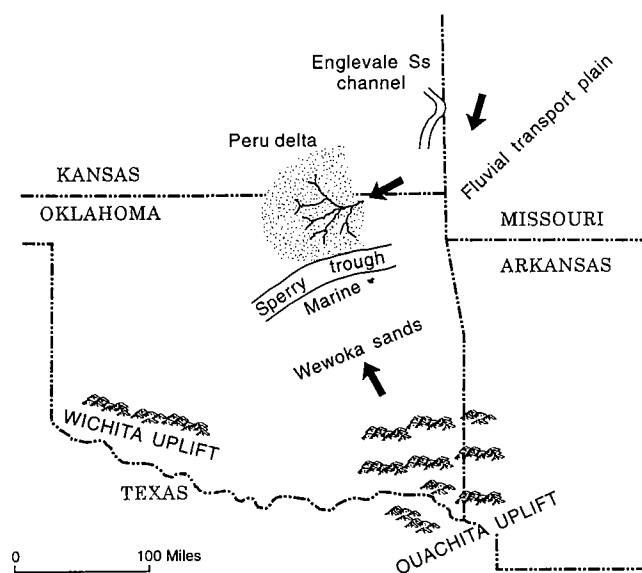 Englevale Ss
channel
Fluvial transport plain
Peru delta
KANSAS
OKLAHOMA
MISSOURI
ARKANSAS
Sperry trough
Marine
Wewoka sands
WICHITA UPLIFT
TEXAS
OUACHITA UPLIFT
0 100 Miles